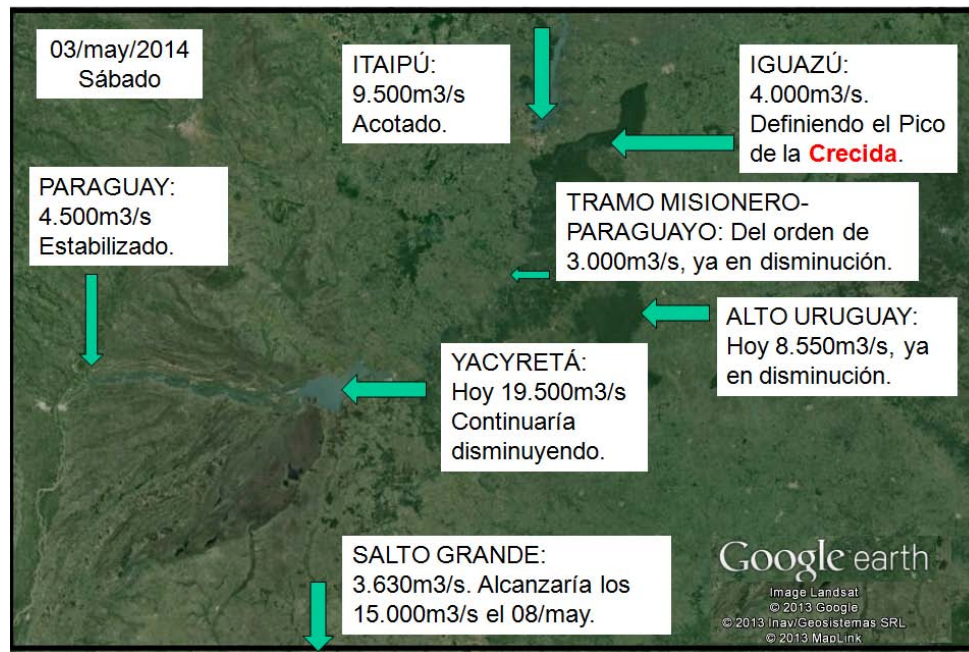 03/may/2014
Sábado
ITAIPÚ:
9.500m3/s
Acotado.
IGUAZÚ:
4.000m3/s.
Definiendo el Pico
de la Crecida.
PARAGUAY:
4.500m3/s
Estabilizado.
TRAMO MISIONERO-
PARAGUAYO: Del orden de
3.000m3/s, ya en disminución.
ALTO URUGUAY:
Hoy 8.550m3/s, ya
en disminución.
YACYRETÁ:
Hoy 19.500m3/s
Continuaría
disminuyendo.
SALTO GRANDE:
3.630m3/s. Alcanzaría los
15.000m3/s el 08/may.
Google earth
Image Landsat
© 2013 Google
© 2013 Inav/Geosistemas SRL
© 2013 MapLink